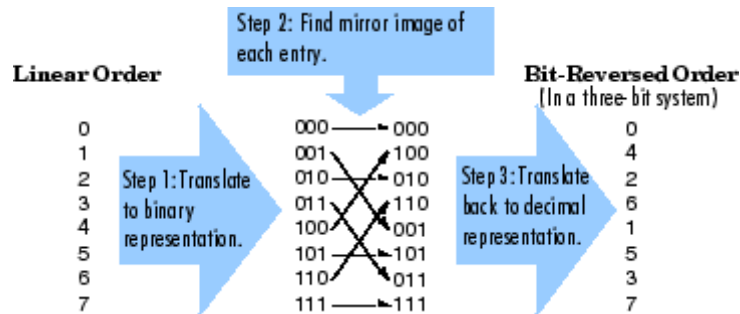 Step 2: Find mirror image of
each entry.
Linear Order
Bit-Reversed Order
(In a three-bit system)
0 000 000 0
1 001 100 4
2 010 010 2
3 011 110 6
4 100 001 1
5 101 101 5
6 110 011 3
7 111 111 7
Step 1: Translate
to binary
representation.
Step 3: Translate
back to decimal
representation.